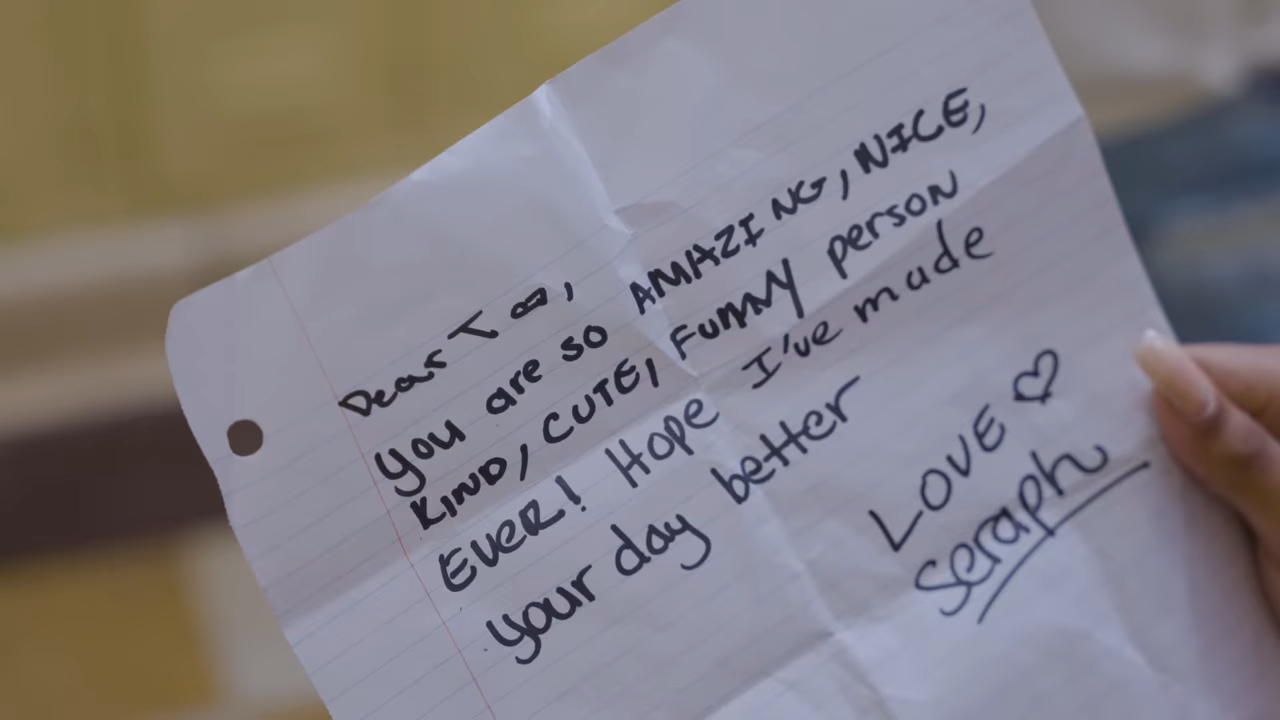 Dear T
you are so AMAZING, NICE,
KIND, CUTE, FUNNY person
EVER! Hope I've made
your day better
LOVE ♡
Seraph